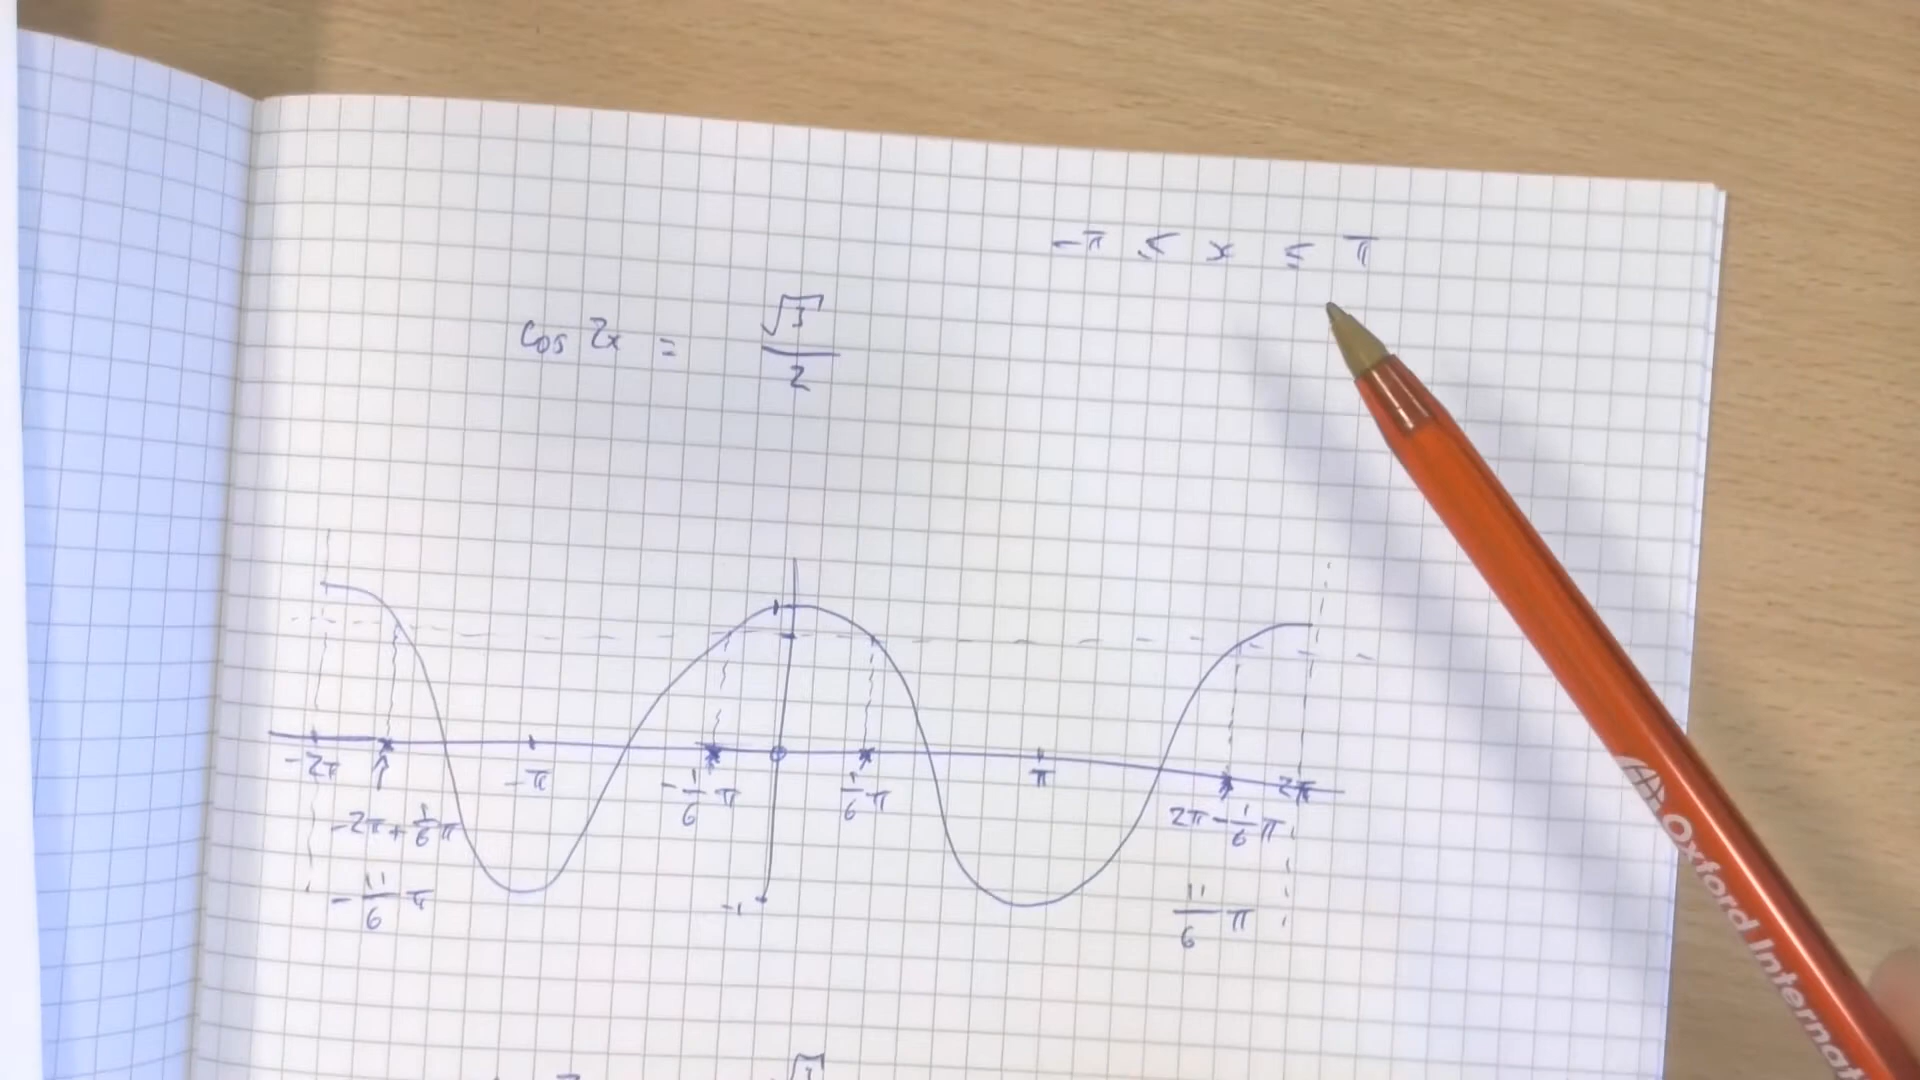 -π ≤ x ≤ π
cos 2x = √3/2
-2π -π -1/6 π 1/6 π π 2π
-2π + 1/6 π 2π - 1/6 π
-11/6 π -1 11/6 π
Oxford Internat